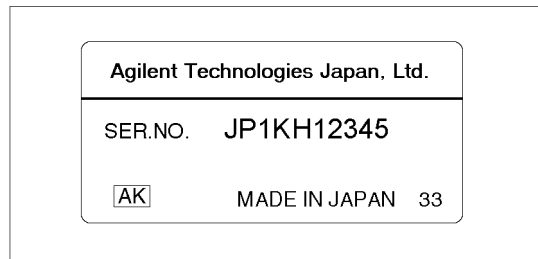 Agilent Technologies Japan, Ltd.
SER.NO. JP1KH12345
AK MADE IN JAPAN 33